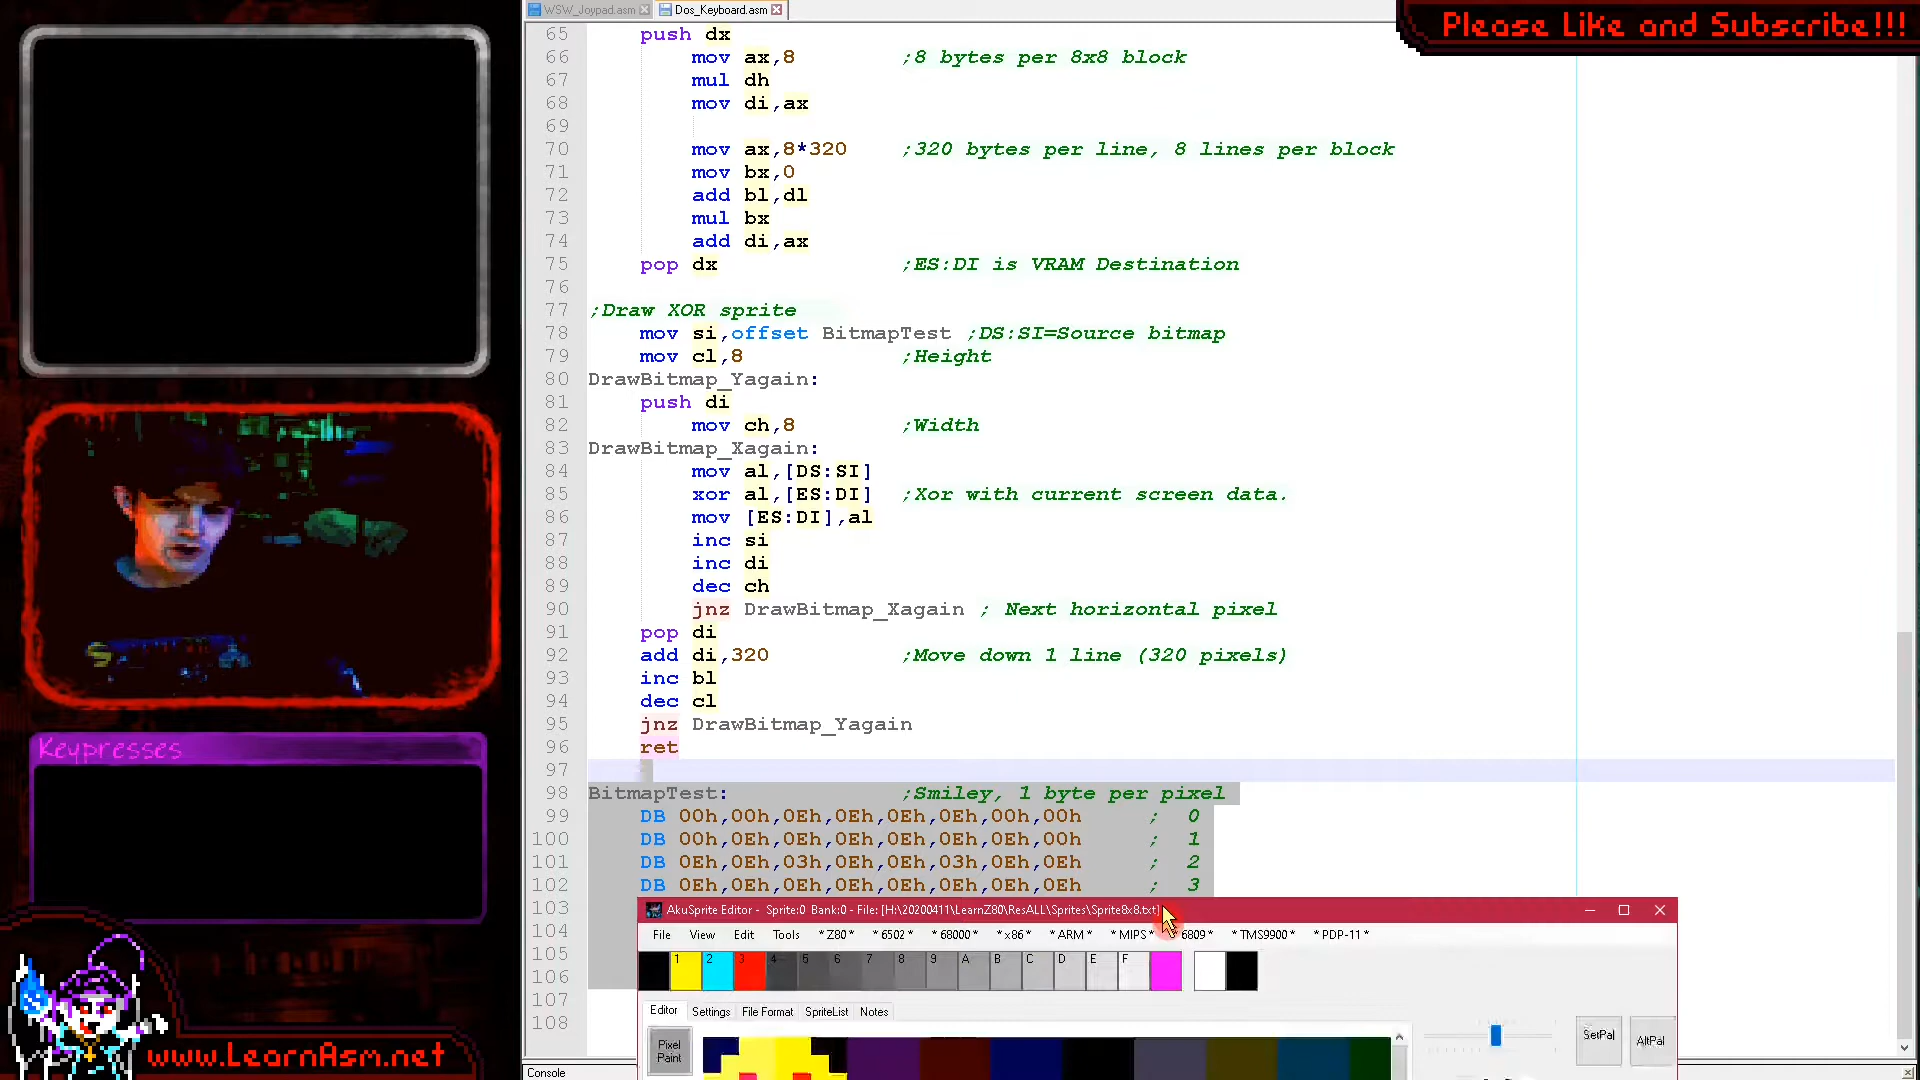 WSW_Joypad.asm Dos_Keyboard.asm
Please Like and Subscribe!!!
65 push dx
66 mov ax,8 ;8 bytes per 8x8 block
67 mul dh
68 mov di,ax
69
70 mov ax,8*320 ;320 bytes per line, 8 lines per block
71 mov bx,0
72 add bl,dl
73 mul bx
74 add di,ax
75 pop dx ;ES:DI is VRAM Destination
76
77 ;Draw XOR sprite
78 mov si,offset BitmapTest ;DS:SI=Source bitmap
79 mov cl,8 ;Height
80 DrawBitmap_Yagain:
81 push di
82 mov ch,8 ;Width
83 DrawBitmap_Xagain:
84 mov al,[DS:SI]
85 xor al,[ES:DI] ;Xor with current screen data.
86 mov [ES:DI],al
87 inc si
88 inc di
89 dec ch
90 jnz DrawBitmap_Xagain ; Next horizontal pixel
91 pop di
92 add di,320 ;Move down 1 line (320 pixels)
93 inc bl
94 dec cl
95 jnz DrawBitmap_Yagain
96 ret
97
98 BitmapTest: ;Smiley, 1 byte per pixel
99 DB 00h,00h,0Eh,0Eh,0Eh,0Eh,00h,00h ; 0
100 DB 00h,0Eh,0Eh,0Eh,0Eh,0Eh,0Eh,00h ; 1
101 DB 0Eh,0Eh,03h,0Eh,0Eh,03h,0Eh,0Eh ; 2
102 DB 0Eh,0Eh,0Eh,0Eh,0Eh,0Eh,0Eh,0Eh ; 3
103
104
105
106
107
108
AkuSprite Editor - Sprite:0 Bank:0 - File: [H:\20200411\LearnZ80\ResALL\Sprites\Sprite8x8.txt]
File View Edit Tools *Z80* *6502* *68000* *x86* *ARM* *MIPS* *6809* *TMS9900* *PDP-11*
1 2 3 4 5 6 7 8 9 A B C D E F
Editor Settings File Format SpriteList Notes
Pixel
Paint
SetPal AltPal
Console
Keypresses
www.LearnAsm.net